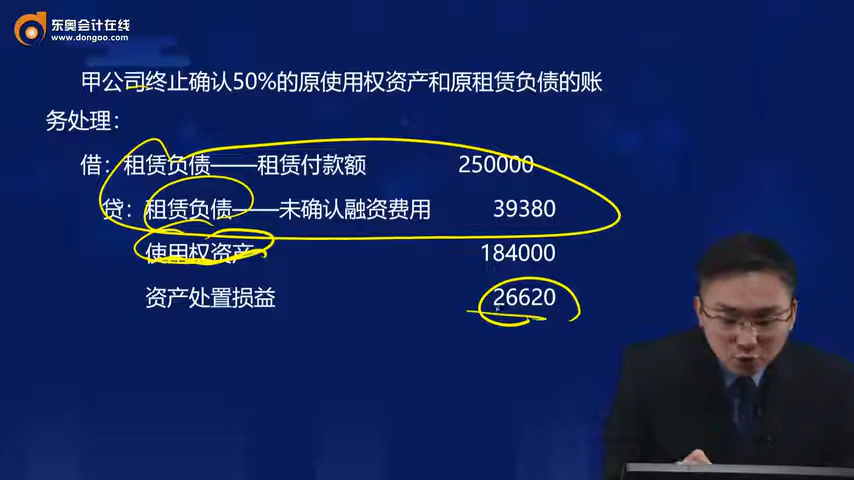 东奥会计在线
www.dongao.com
甲公司终止确认50%的原使用权资产和原租赁负债的账
务处理：
借：租赁负债——租赁付款额 250000
贷：租赁负债——未确认融资费用 39380
使用权资产 184000
资产处置损益 26620